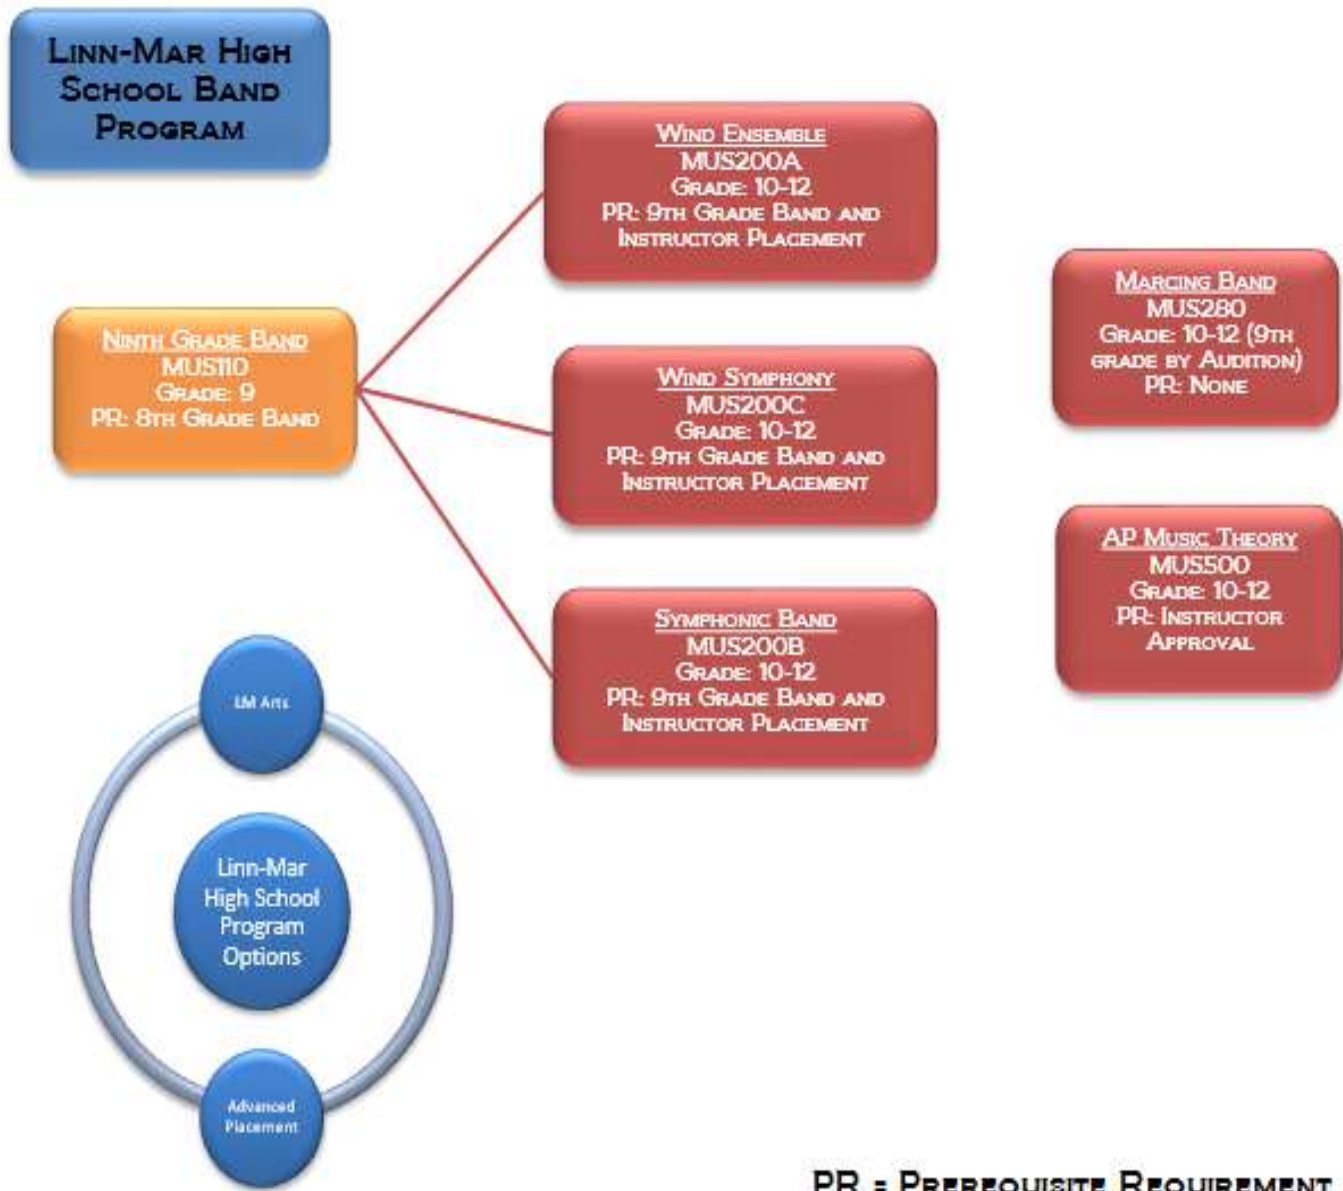 Linn-Mar High
School Band
Program
Wind Ensemble
MUS200A
Grade: 10-12
PR: 9th Grade Band and
Instructor Placement
Ninth Grade Band
MUS110
Grade: 9
PR: 8th Grade Band
Wind Symphony
MUS200C
Grade: 10-12
PR: 9th Grade Band and
Instructor Placement
Symphonic Band
MUS200B
Grade: 10-12
PR: 9th Grade Band and
Instructor Placement
Marcing Band
MUS280
Grade: 10-12 (9th
grade by Audition)
PR: None
AP Music Theory
MUS500
Grade: 10-12
PR: Instructor
Approval
LM Arts
Linn-Mar
High School
Program
Options
Advanced
Placement
PR = Prerequisite Requirement